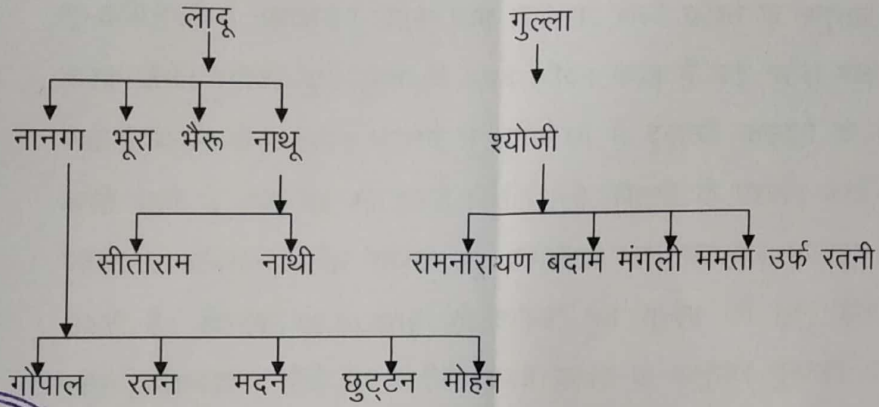 लादू गुल्ला
नानगा भूरा भैरू नाथू श्योजी
सीताराम नाथी रामनारायण बदाम मंगली ममता उर्फ रतनी
गोपाल रतन मदन छुट्टन मोहन